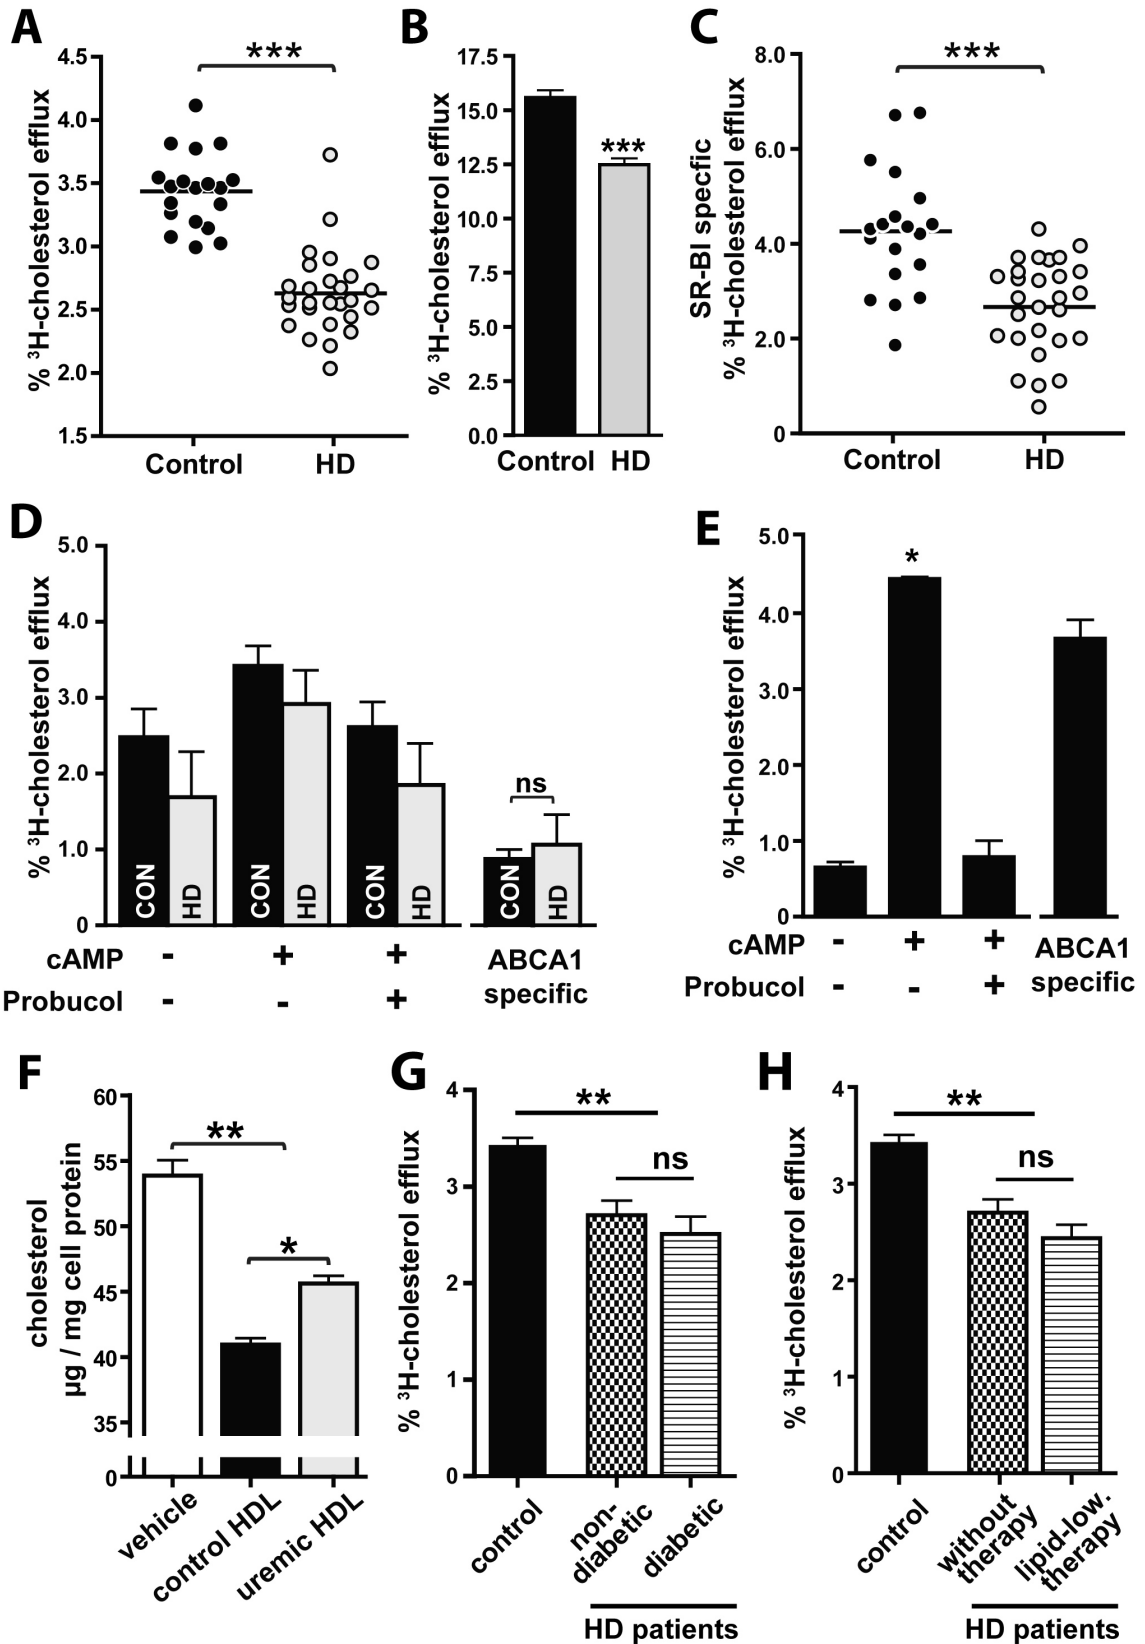 A
% ³H-cholesterol efflux
4.5
4.0
3.5
3.0
2.5
2.0
1.5
***
Control
HD
B
% ³H-cholesterol efflux
17.5
15.0
12.5
10.0
7.5
5.0
2.5
0.0
***
Control HD
C
SR-BI specfic
% ³H-cholesterol efflux
8.0
6.0
4.0
2.0
0
***
Control
HD
D
% ³H-cholesterol efflux
5.0
4.0
3.0
2.0
1.0
0
CON
HD
CON
HD
CON
HD
ns
CON
HD
cAMP - + +
Probucol - - +
ABCA1
specific
E
% ³H-cholesterol efflux
5.0
4.0
3.0
2.0
1.0
0
*
cAMP - + +
Probucol - - +
ABCA1
specific
F
cholesterol
µg / mg cell protein
60
55
50
45
40
35
0
**
*
vehicle
control HDL
uremic HDL
G
% ³H-cholesterol efflux
4
3
2
1
0
**
ns
control
non-
diabetic
diabetic
HD patients
H
% ³H-cholesterol efflux
4
3
2
1
0
**
ns
control
without
therapy
lipid-low.
therapy
HD patients